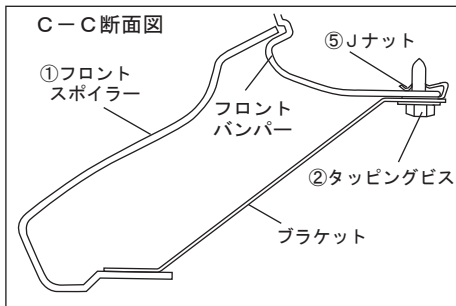 C－C断面図
①フロント
スポイラー
⑤Jナット
フロント
バンパー
②タッピングビス
ブラケット